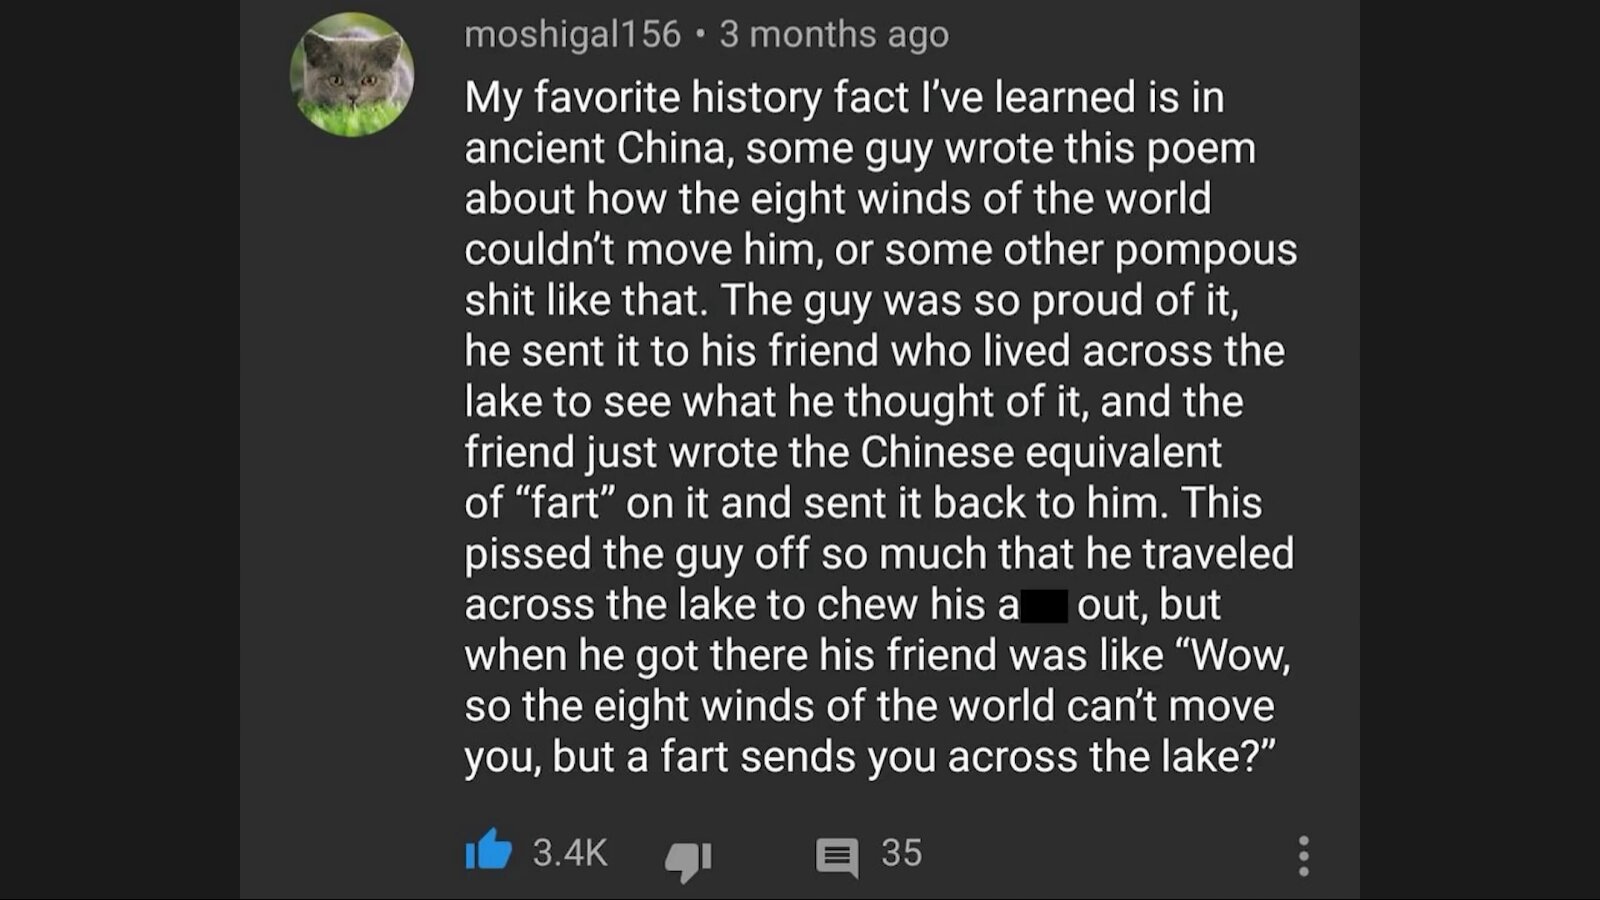 moshigal156 • 3 months ago
My favorite history fact I’ve learned is in
ancient China, some guy wrote this poem
about how the eight winds of the world
couldn’t move him, or some other pompous
shit like that. The guy was so proud of it,
he sent it to his friend who lived across the
lake to see what he thought of it, and the
friend just wrote the Chinese equivalent
of “fart” on it and sent it back to him. This
pissed the guy off so much that he traveled
across the lake to chew his a out, but
when he got there his friend was like “Wow,
so the eight winds of the world can’t move
you, but a fart sends you across the lake?”
3.4K 35